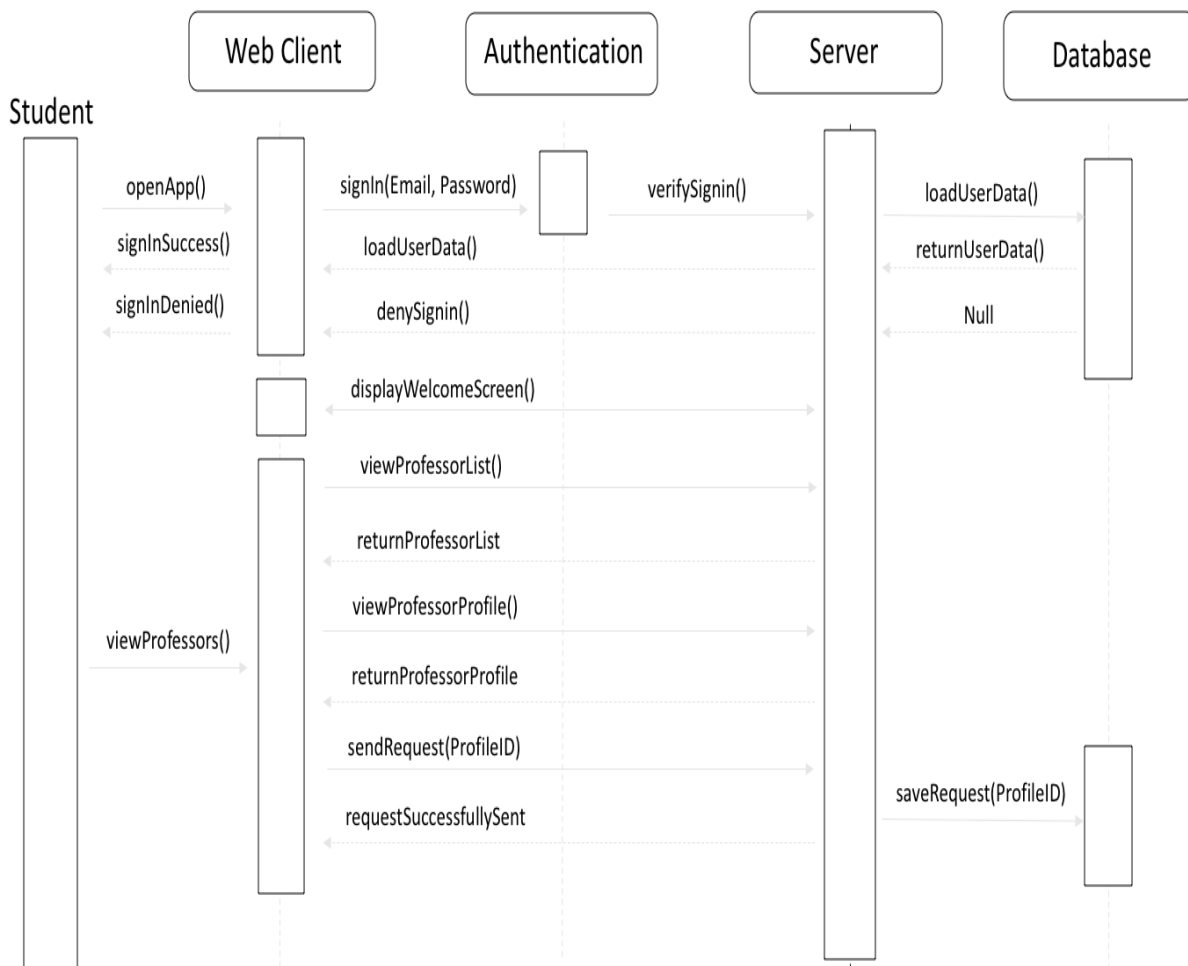 Web Client
Authentication
Server
Database
Student
openApp()
signIn(Email, Password)
verifySignin()
loadUserData()
signInSuccess()
loadUserData()
returnUserData()
signInDenied()
denySignin()
Null
displayWelcomeScreen()
viewProfessorList()
returnProfessorList
viewProfessorProfile()
viewProfessors()
returnProfessorProfile
sendRequest(ProfileID)
saveRequest(ProfileID)
requestSuccessfullySent